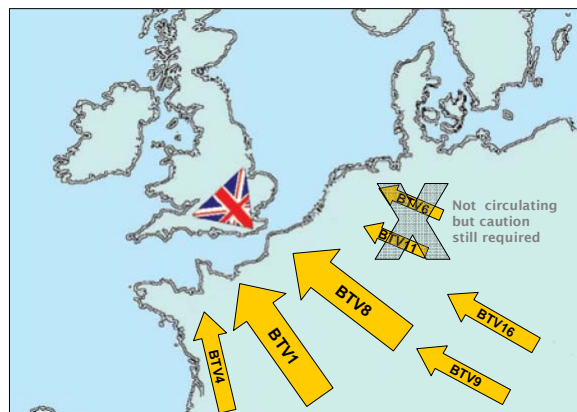 BTV6
Not circulating
but caution
still required
BTV11
BTV8
BTV16
BTV1
BTV4
BTV9